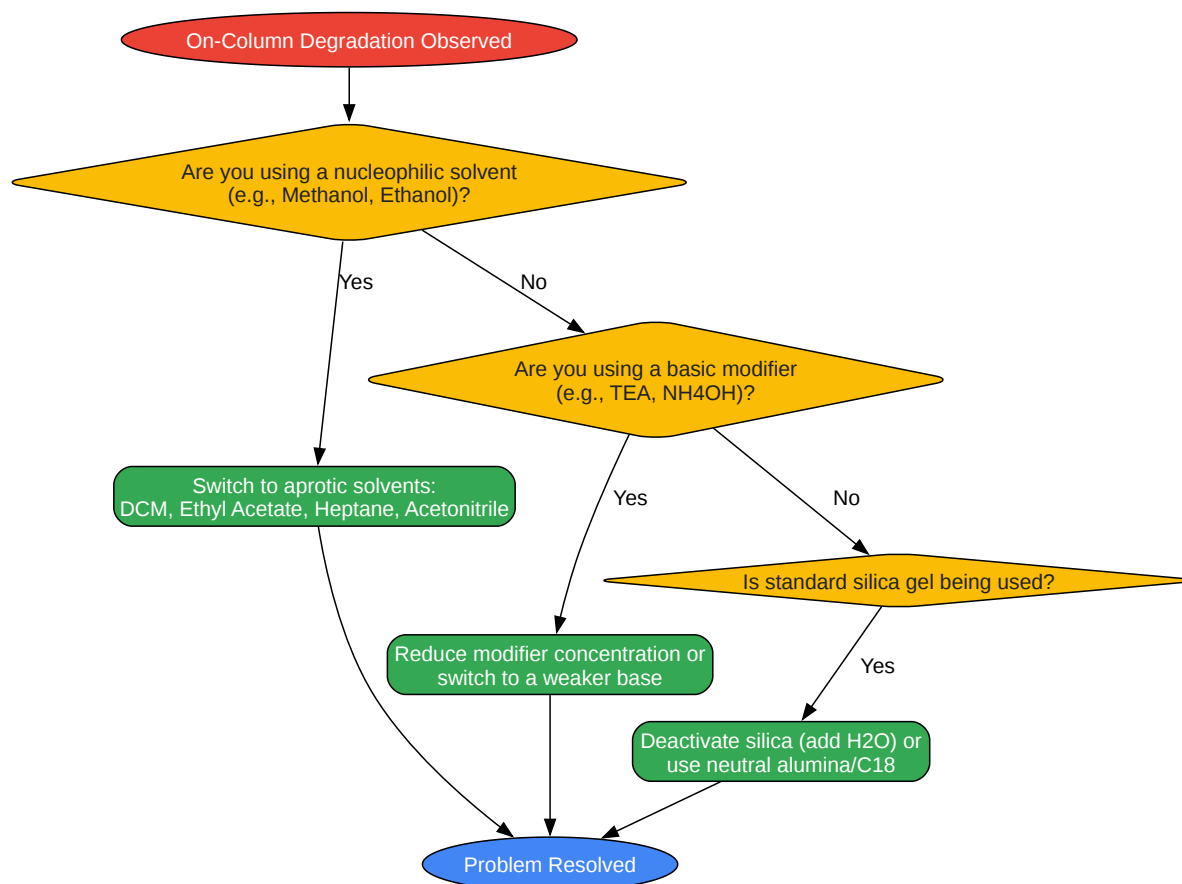 On-Column Degradation Observed
Are you using a nucleophilic solvent
(e.g., Methanol, Ethanol)?
Yes
No
Are you using a basic modifier
(e.g., TEA, NH4OH)?
Switch to aprotic solvents:
DCM, Ethyl Acetate, Heptane, Acetonitrile
Yes
No
Is standard silica gel being used?
Reduce modifier concentration or
switch to a weaker base
Yes
Deactivate silica (add H2O) or
use neutral alumina/C18
Problem Resolved